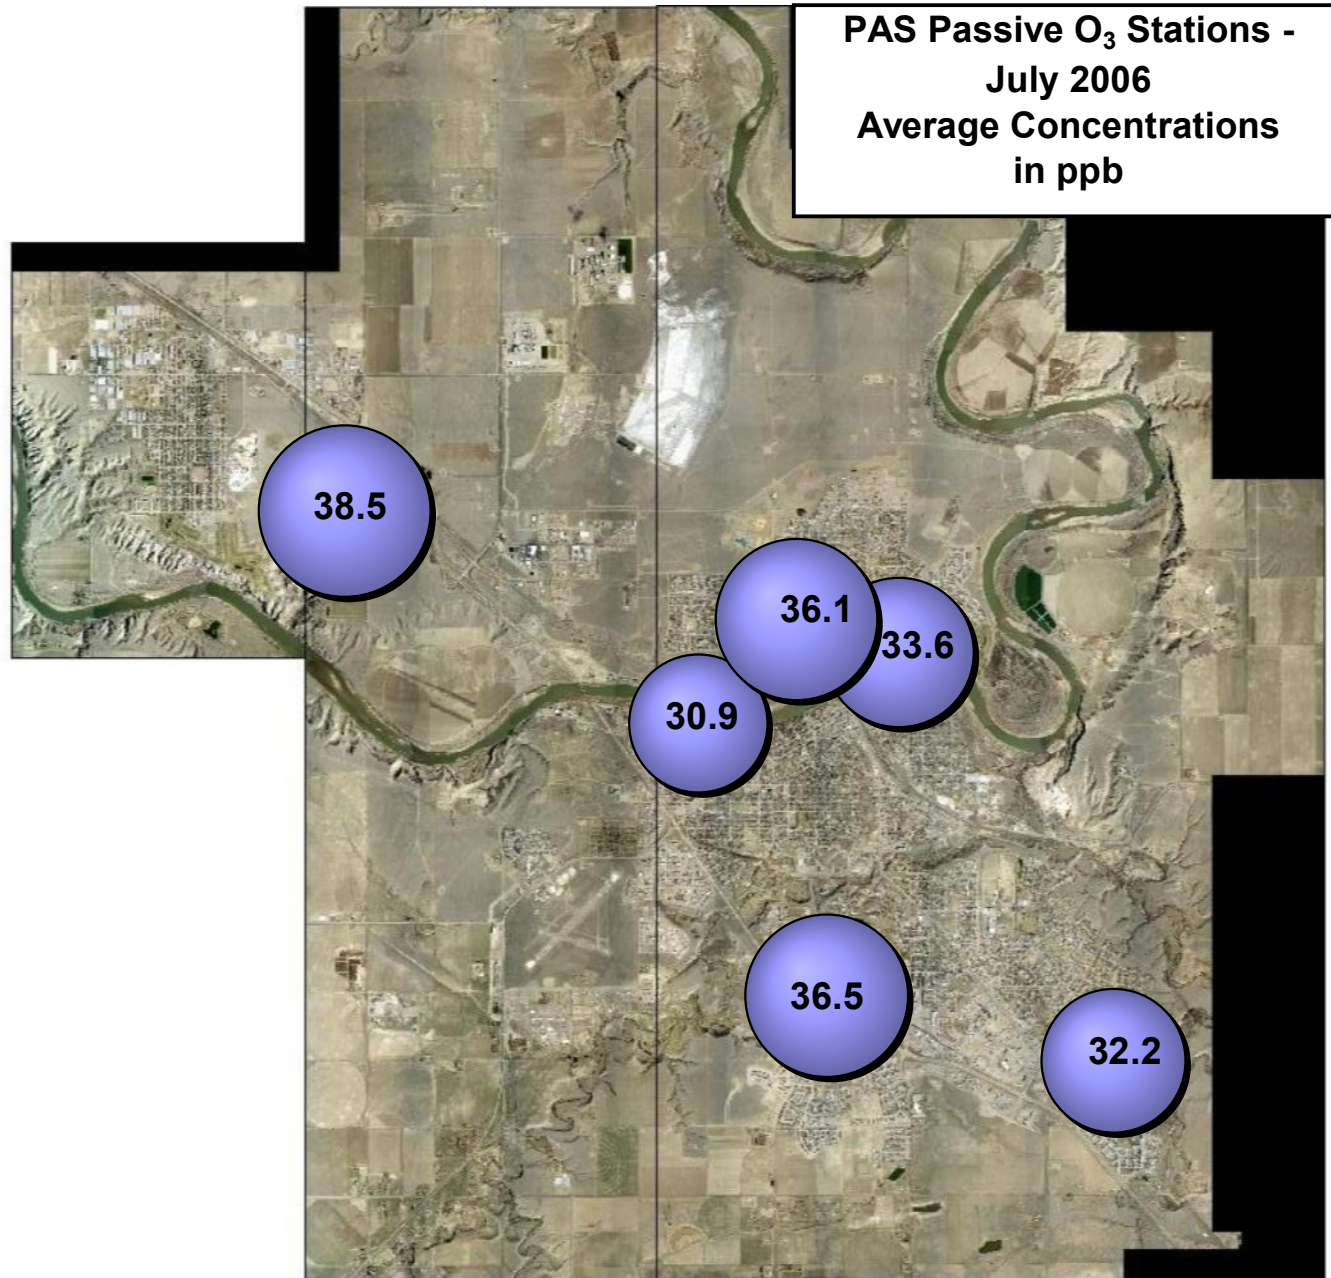 PAS Passive O₃ Stations -
July 2006
Average Concentrations
in ppb
38.5
36.1
33.6
30.9
36.5
32.2